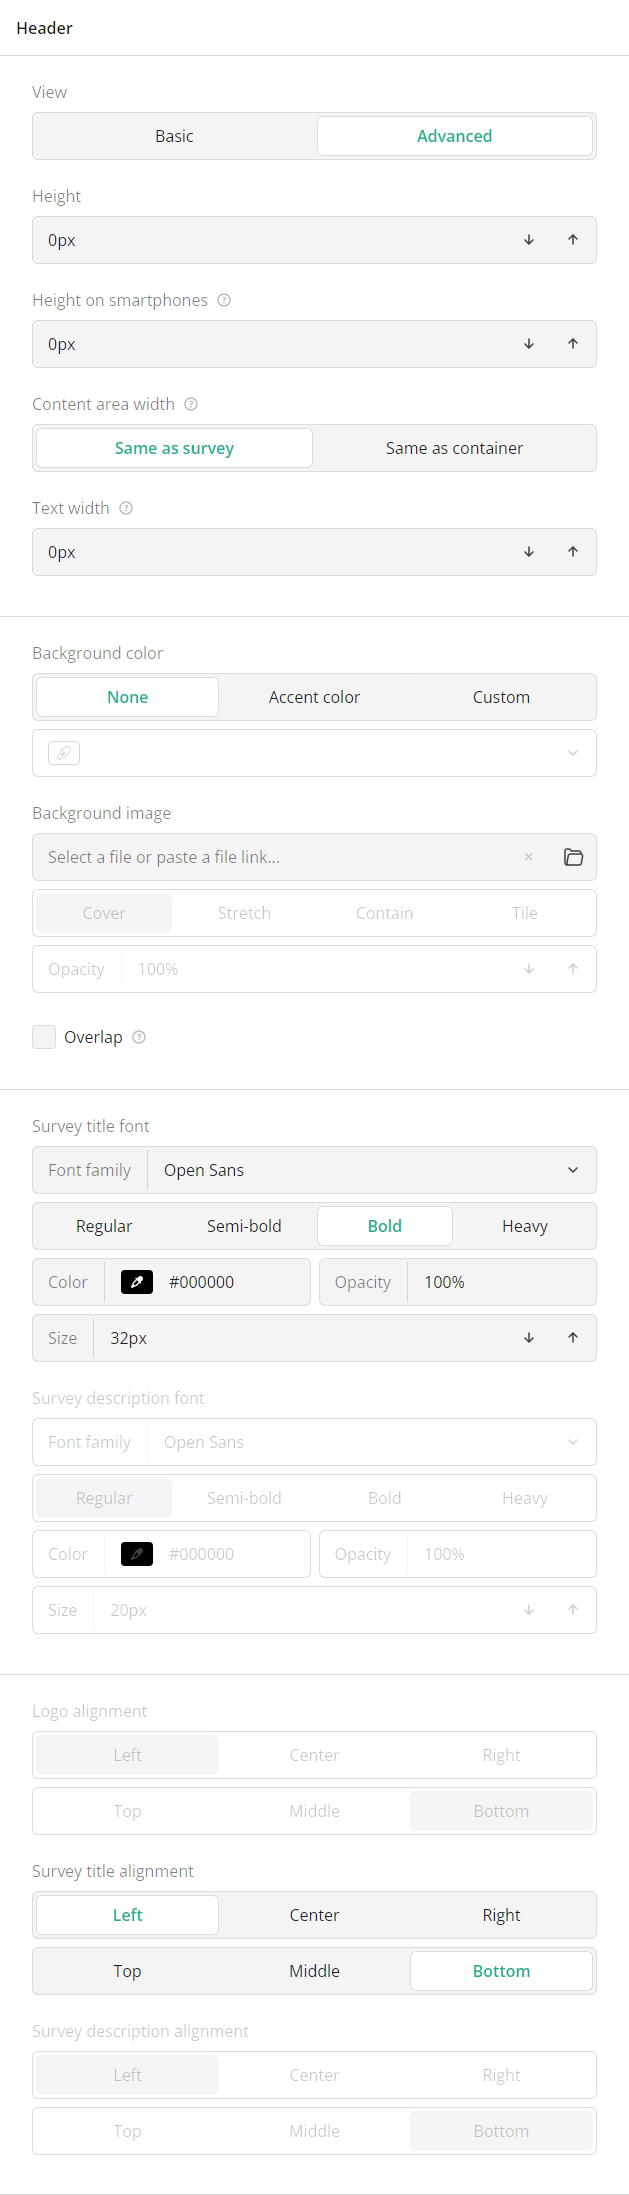 Header
View
Basic Advanced
Height
0px
Height on smartphones
0px
Content area width
Same as survey Same as container
Text width
0px
Background color
None Accent color Custom
Background image
Select a file or paste a file link...
Cover Stretch Contain Tile
Opacity 100%
Overlap
Survey title font
Font family Open Sans
Regular Semi-bold Bold Heavy
Color #000000 Opacity 100%
Size 32px
Survey description font
Font family Open Sans
Regular Semi-bold Bold Heavy
Color #000000 Opacity 100%
Size 20px
Logo alignment
Left Center Right
Top Middle Bottom
Survey title alignment
Left Center Right
Top Middle Bottom
Survey description alignment
Left Center Right
Top Middle Bottom